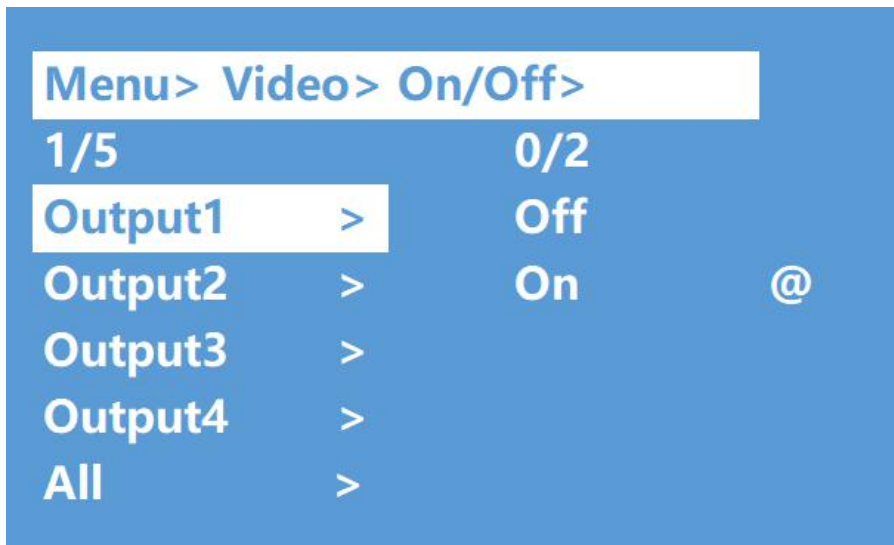 Menu> Video> On/Off>
1/5 0/2
Output1 > Off
Output2 > On @
Output3 >
Output4 >
All >